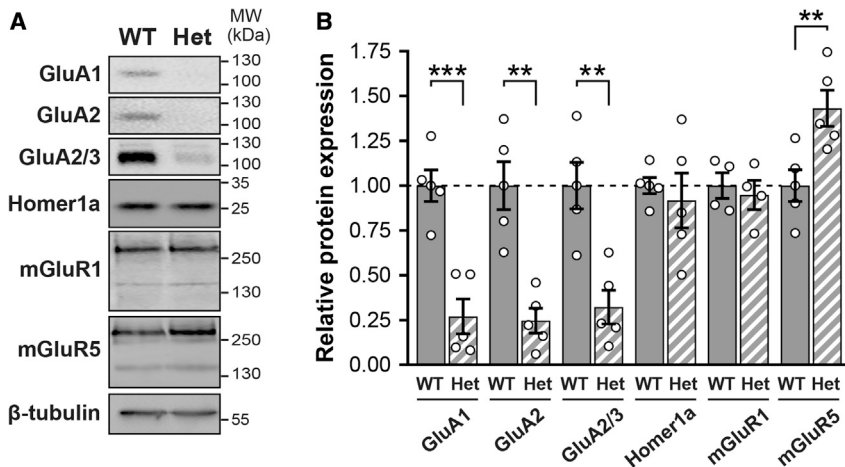 A
WT Het
MW
(kDa)
GluA1
130
100
GluA2
130
100
GluA2/3
130
100
Homer1a
35
25
mGluR1
250
130
mGluR5
250
130
β-tubulin
55
B
Relative protein expression
1.75
1.50
1.25
1.00
0.75
0.50
0.25
0.00
*** ** ** **
WT Het WT Het WT Het WT Het WT Het WT Het
GluA1 GluA2 GluA2/3 Homer1a mGluR1 mGluR5